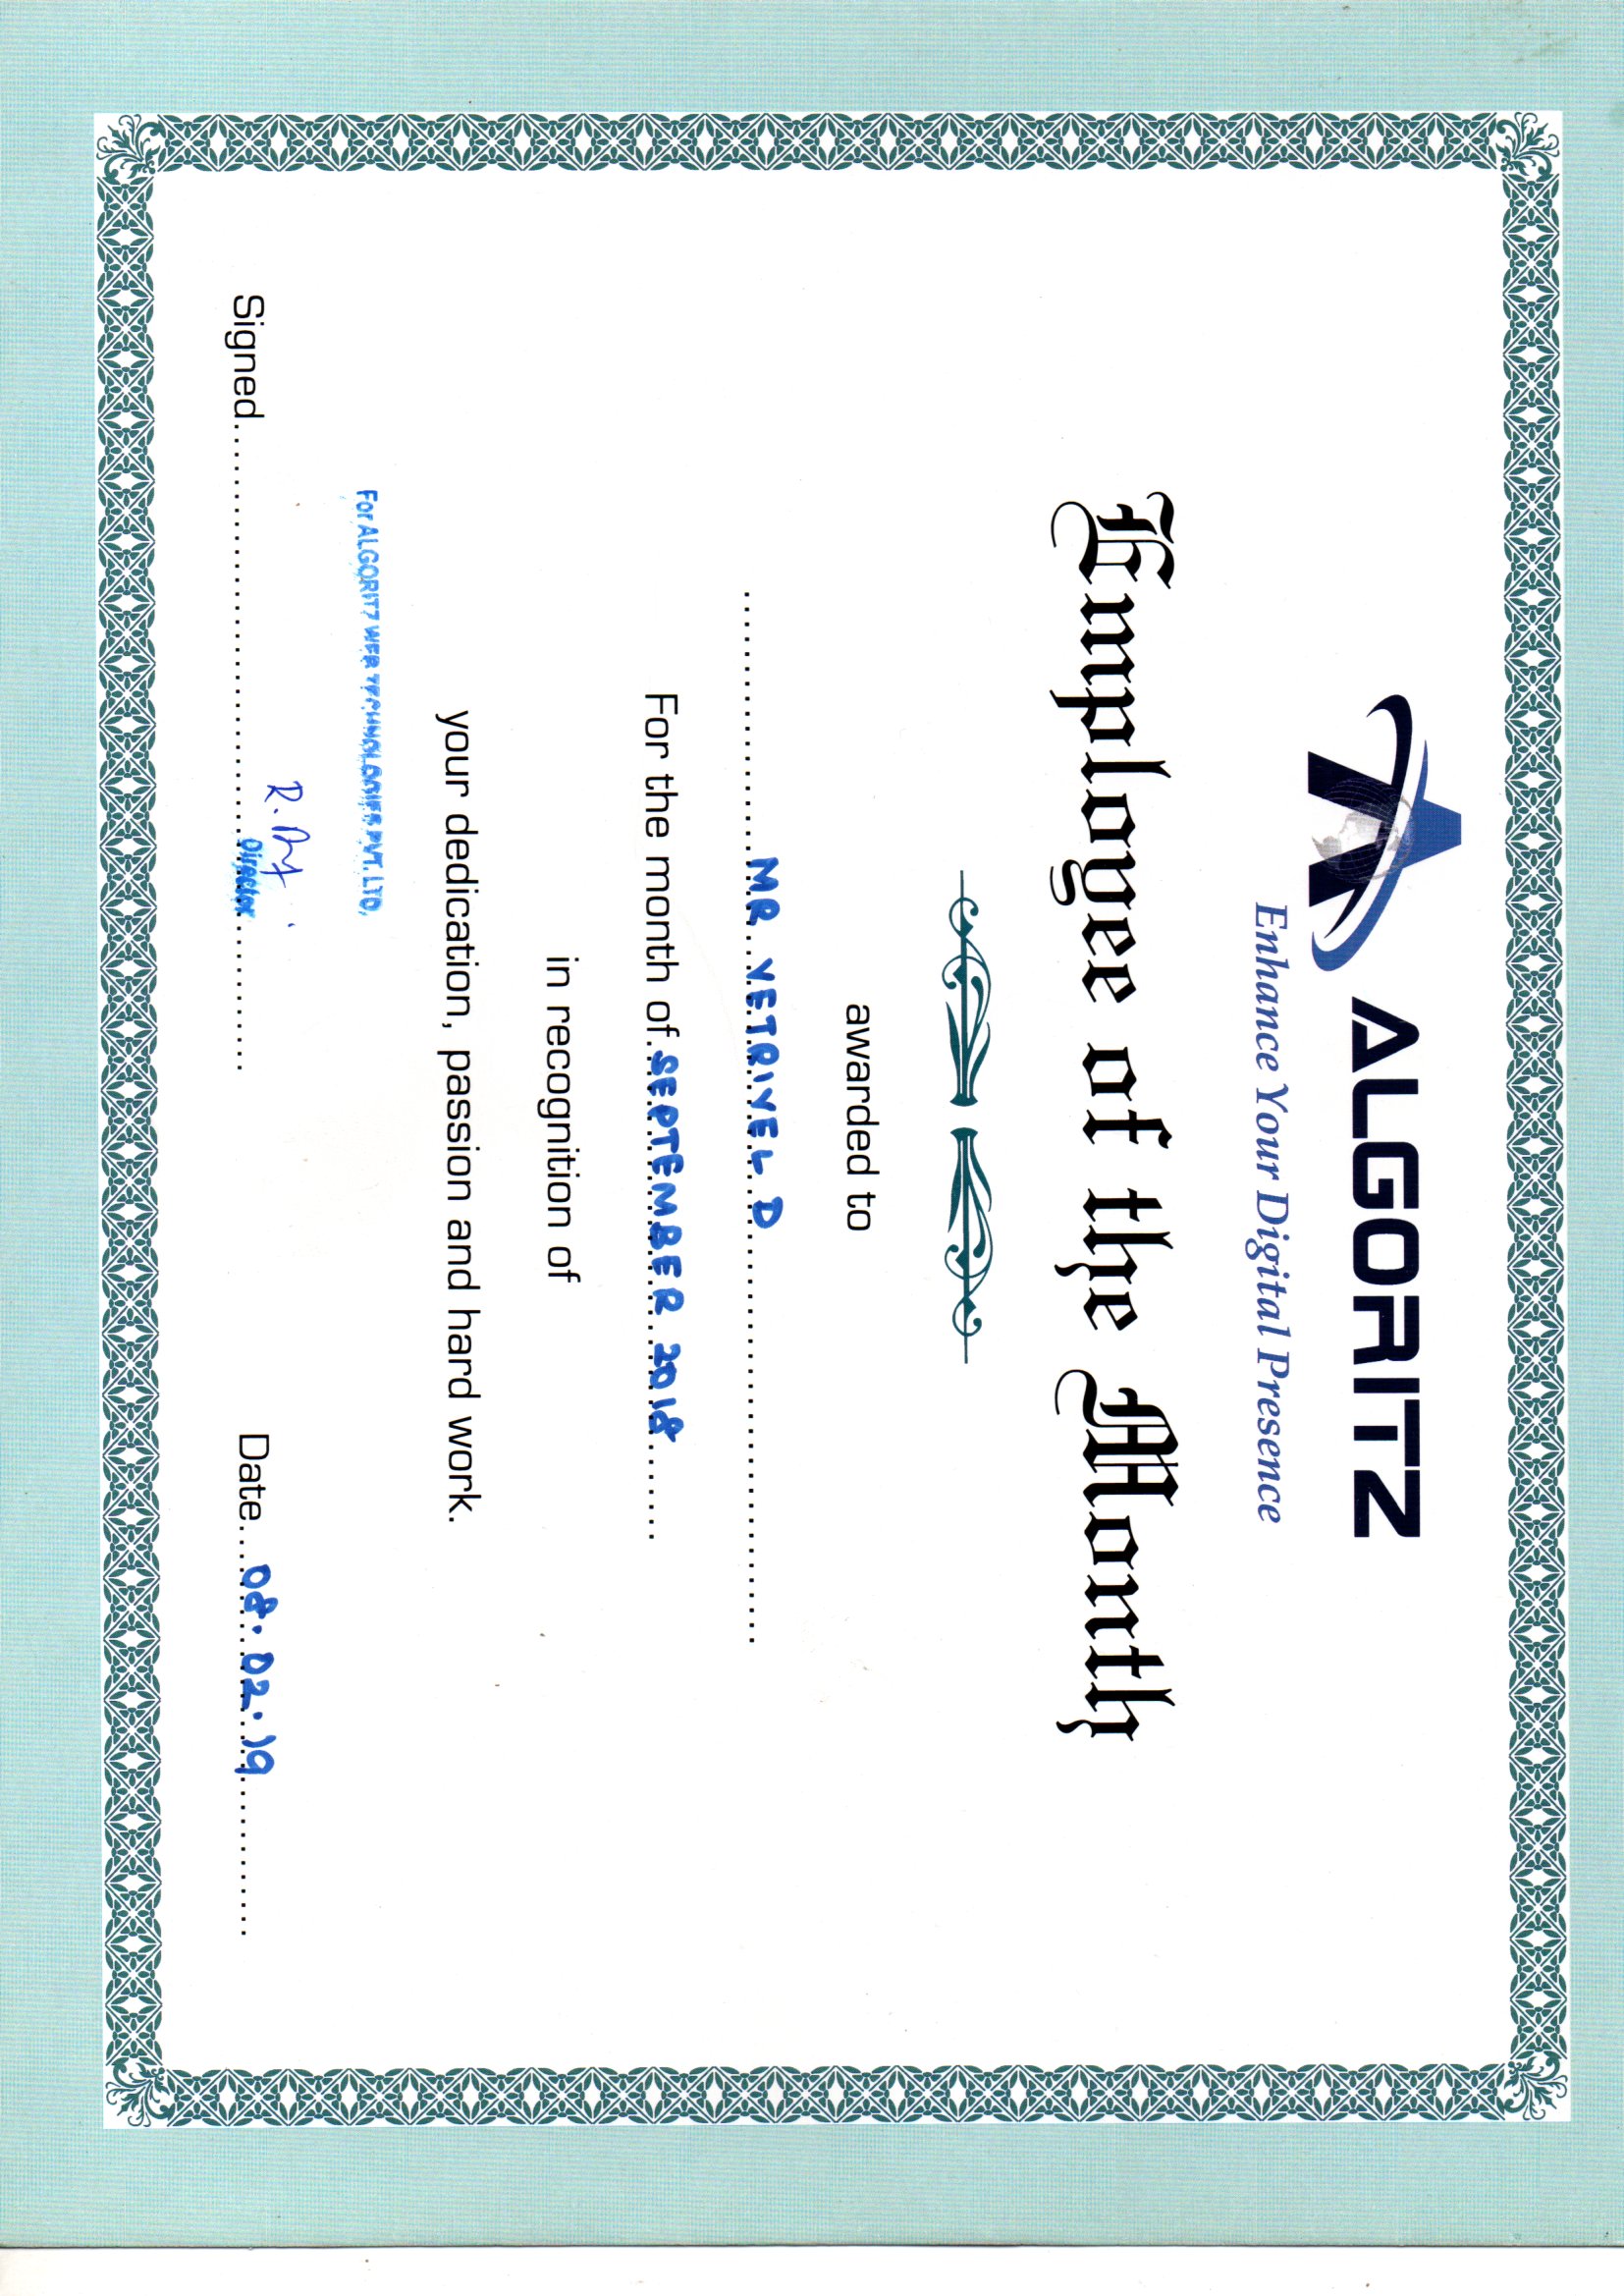 ALGORITZ
Enhance Your Digital Presence
Employee of the Month
awarded to
MR VETRIVEL D
For the month of SEPTEMBER 2018
in recognition of
your dedication, passion and hard work.
For ALGORITZ WEB TECHNOLOGIES PVT. LTD,
R.
Director
Signed
Date 08.02.19